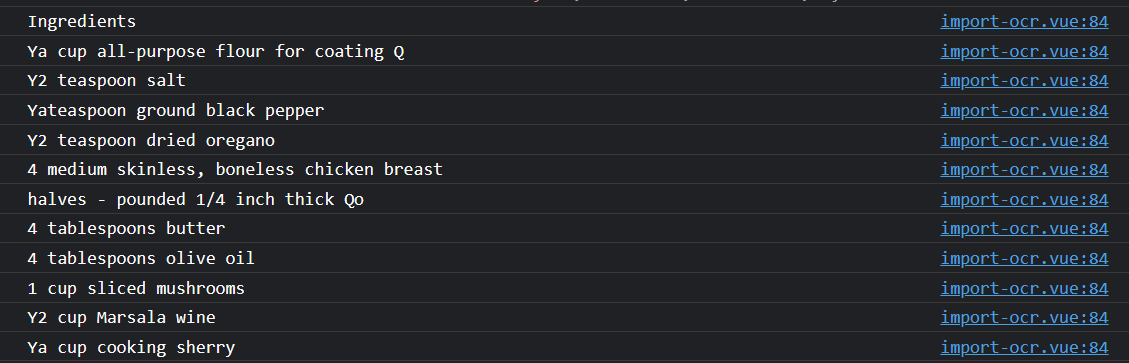 Ingredients import-ocr.vue:84
Ya cup all-purpose flour for coating Q import-ocr.vue:84
Y2 teaspoon salt import-ocr.vue:84
Yateaspoon ground black pepper import-ocr.vue:84
Y2 teaspoon dried oregano import-ocr.vue:84
4 medium skinless, boneless chicken breast import-ocr.vue:84
halves - pounded 1/4 inch thick Qo import-ocr.vue:84
4 tablespoons butter import-ocr.vue:84
4 tablespoons olive oil import-ocr.vue:84
1 cup sliced mushrooms import-ocr.vue:84
Y2 cup Marsala wine import-ocr.vue:84
Ya cup cooking sherry import-ocr.vue:84